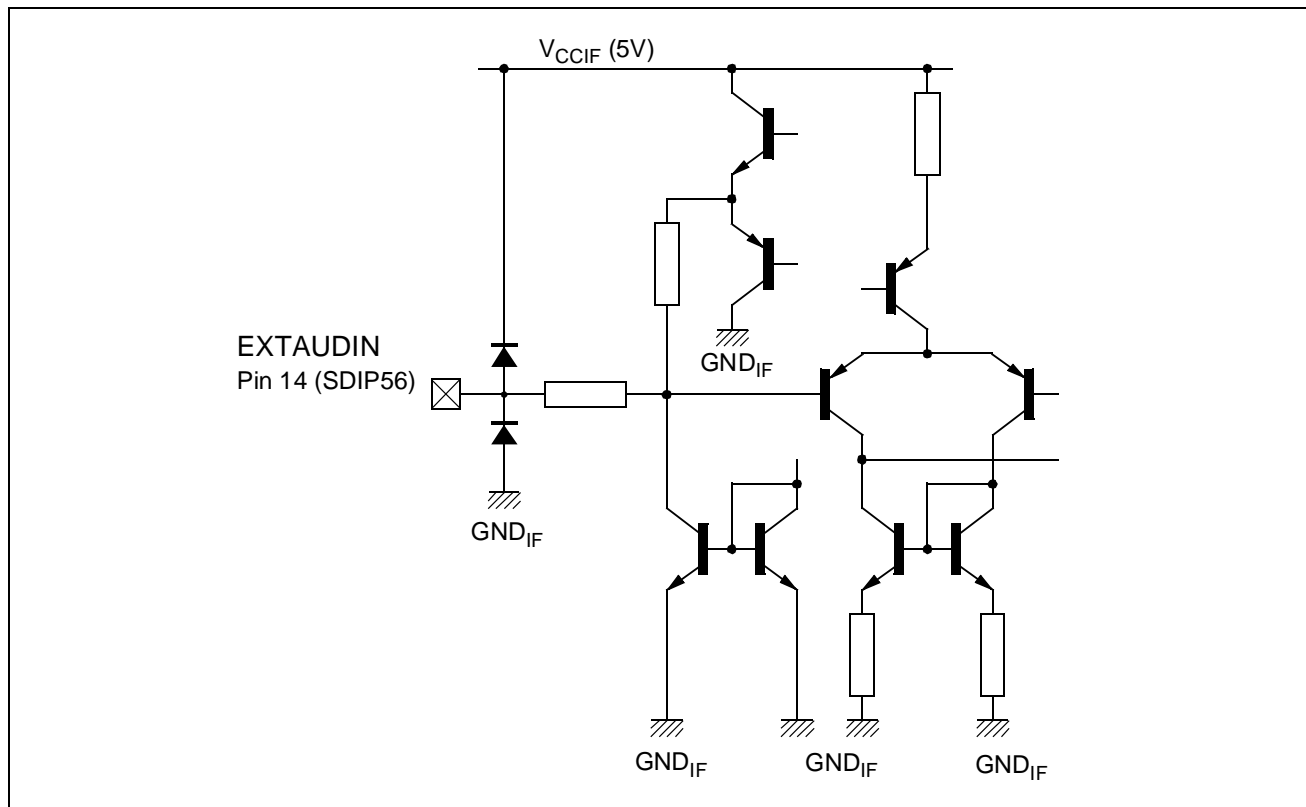 V_CCIF (5V)
GND_IF
EXTAUDIN
Pin 14 (SDIP56)
GND_IF
GND_IF
GND_IF
GND_IF